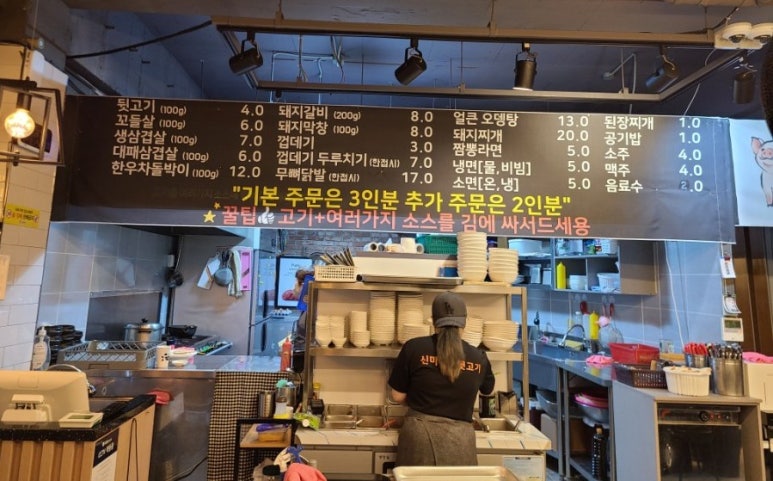 뒷고기 (100g) 4.0
꼬들살 (100g) 6.0
생삼겹살 (100g) 6.0
대패삼겹살 (100g) 6.0
한우차돌박이 (100g) 12.0
돼지갈비 (200g) 8.0
돼지막창 (100g) 8.0
껍데기 7.0
껍데기 두루치기 (한접시) 7.0
무뼈닭발 (한접시) 17.0
얼큰 오뎅탕 13.0
돼지찌개 20.0
짬뽕라면 5.0
냉면[물,비빔] 5.0
소면[온,냉] 5.0
된장찌개 1.0
공기밥 1.0
소주 4.0
맥주 4.0
음료수 2.0
"기본 주문은 3인분 추가 주문은 2인분"
꿀팁 고기+여러가지 소스를 김에 싸서드세용